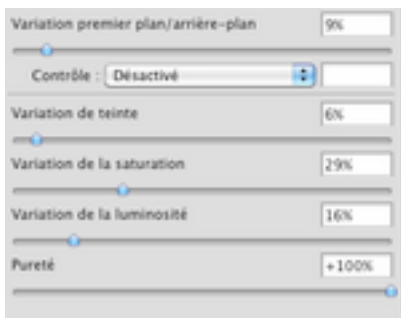 Variation premier plan/arrière-plan 9%
Contrôle : Désactivé
Variation de teinte 6%
Variation de la saturation 29%
Variation de la luminosité 16%
Pureté +100%